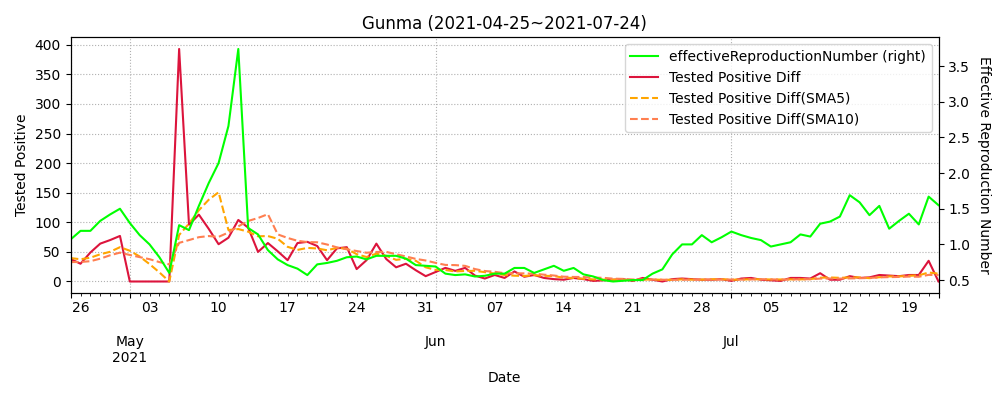 Gunma (2021-04-25~2021-07-24)
effectiveReproductionNumber (right)
Tested Positive Diff
Tested Positive Diff(SMA5)
Tested Positive Diff(SMA10)
Tested Positive
400
350
300
250
200
150
100
50
0
Effective Reproduction Number
3.5
3.0
2.5
2.0
1.5
1.0
0.5
26 03 10 17 24 31 07 14 21 28 05 12 19
May Jun Jul
2021
Date